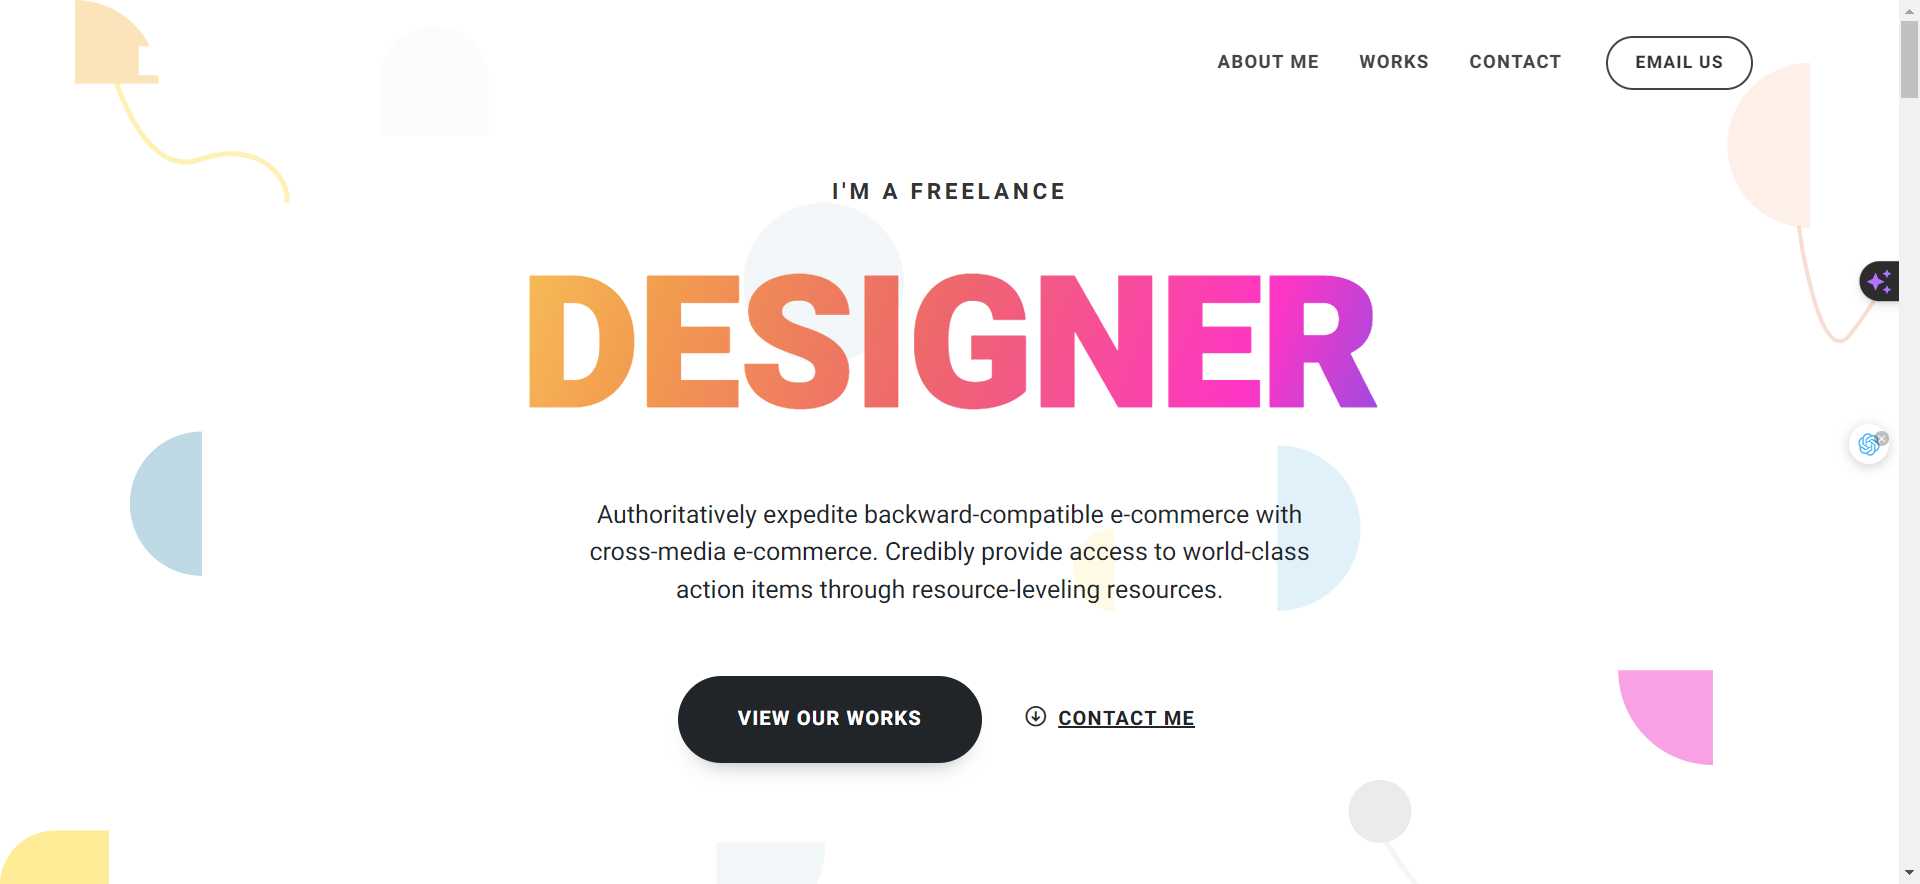 ABOUT ME WORKS CONTACT EMAIL US
I'M A FREELANCE
DESIGNER
Authoritatively expedite backward-compatible e-commerce with
cross-media e-commerce. Credibly provide access to world-class
action items through resource-leveling resources.
VIEW OUR WORKS CONTACT ME